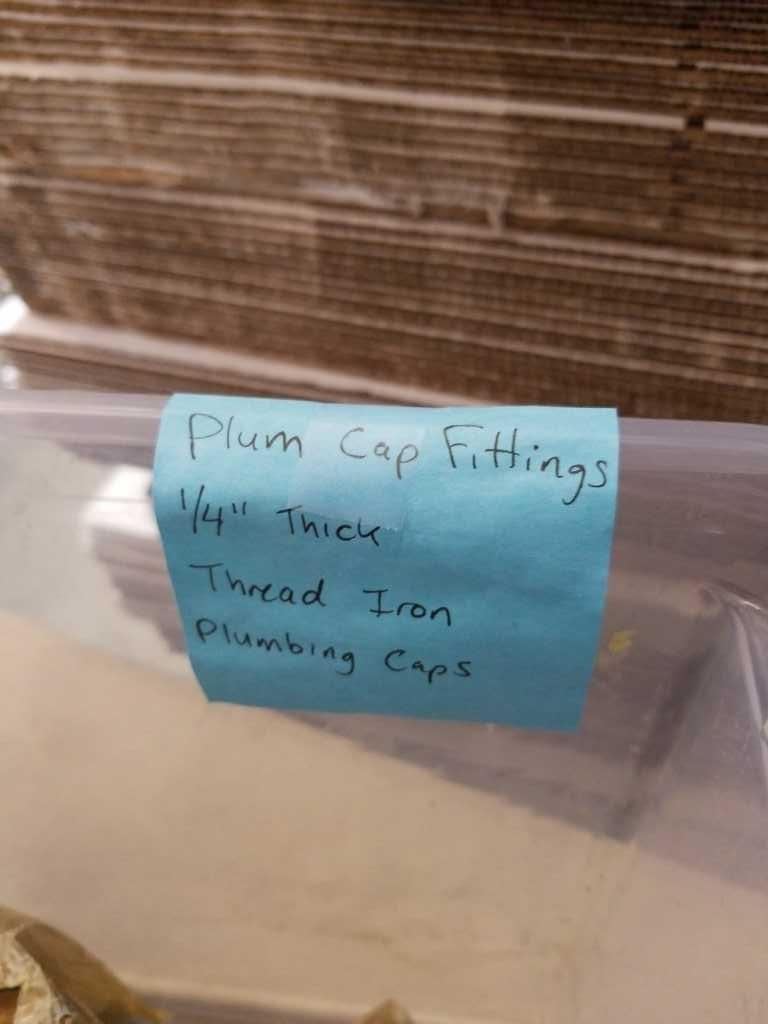 Plum Cap Fittings
1/4" Thick
Thread Iron
Plumbing Caps